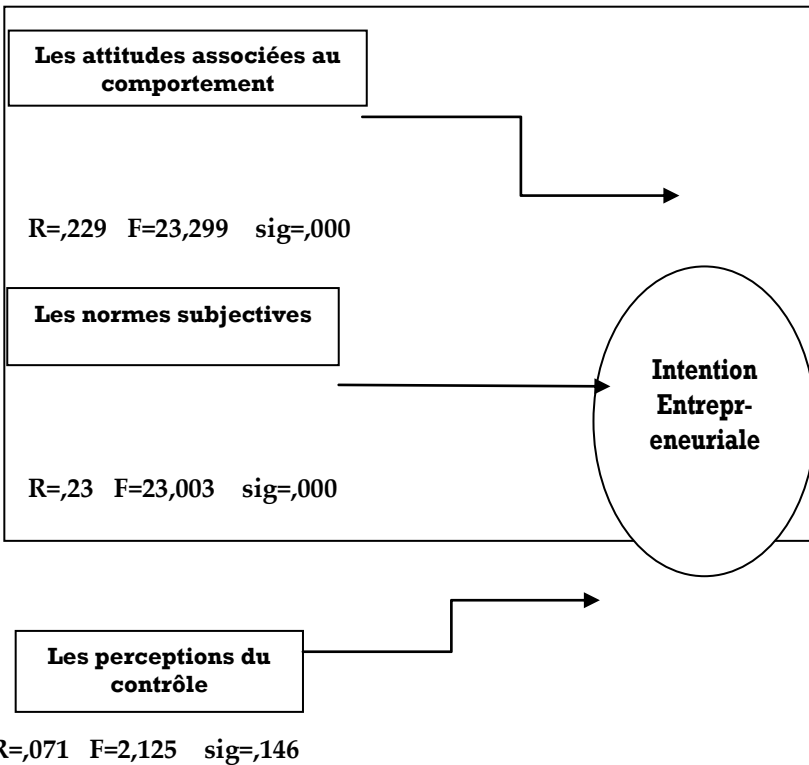 Les attitudes associées au
comportement
R=,229 F=23,299 sig=,000
Les normes subjectives
Intention
Entrepr-
eneuriale
R=,23 F=23,003 sig=,000
Les perceptions du
contrôle
R=,071 F=2,125 sig=,146